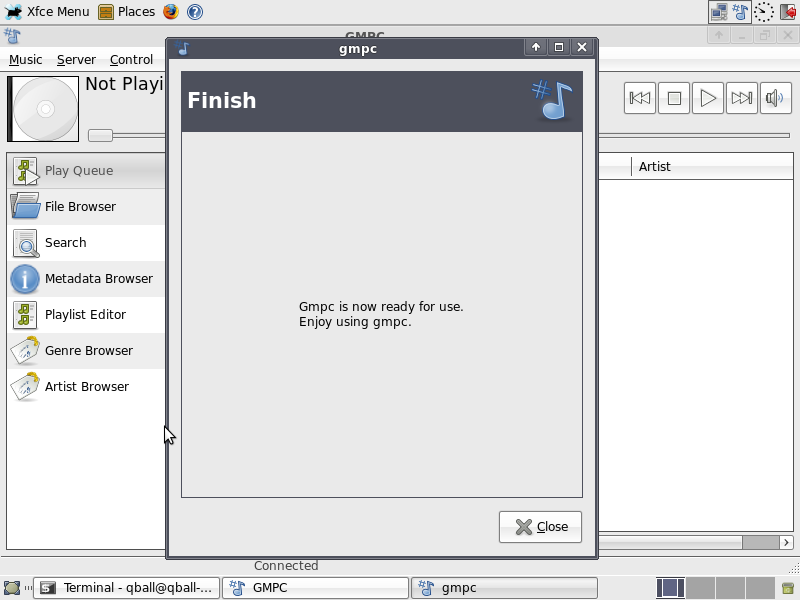 Xfce Menu Places
GMPC
gmpc
Music Server Control
Not Playi
Finish
Play Queue
File Browser
Search
Metadata Browser
Playlist Editor
Genre Browser
Artist Browser
Artist
Gmpc is now ready for use.
Enjoy using gmpc.
Close
Connected
Terminal - qball@qball-... GMPC gmpc